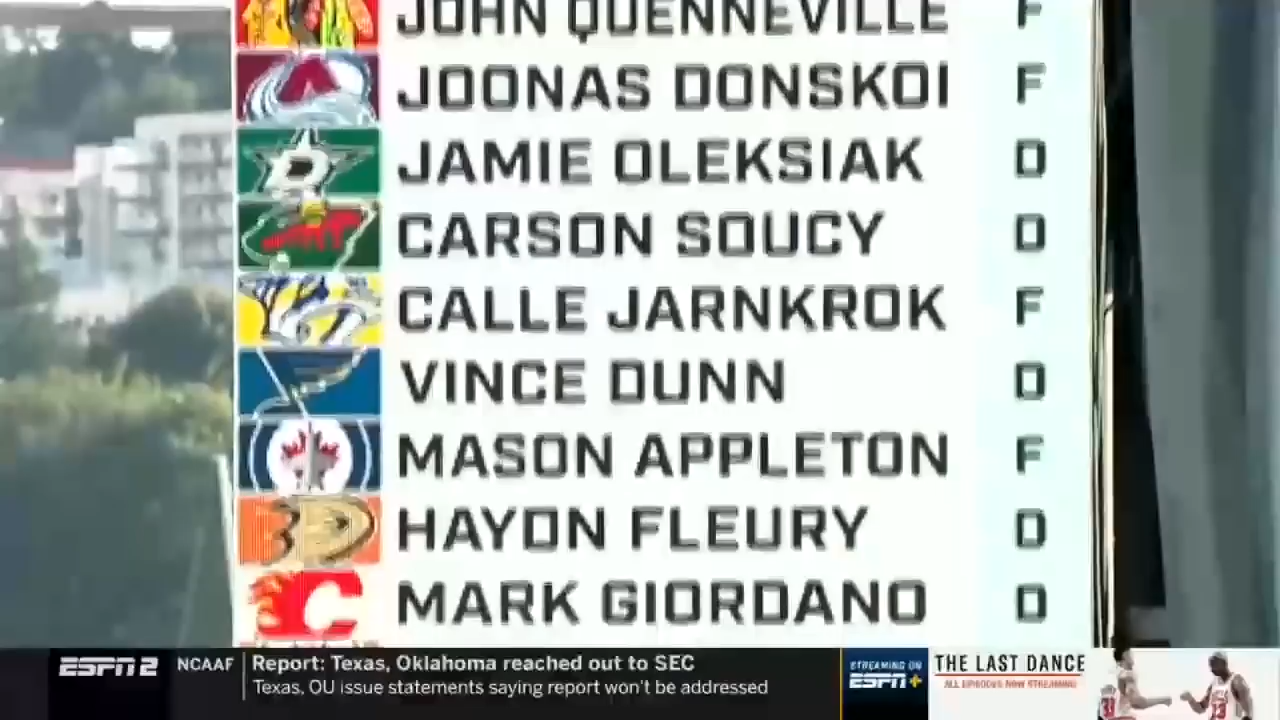 JOHN QUENNEVILLE F
JOONAS DONSKOI F
JAMIE OLEKSIAK D
CARSON SOUCY D
CALLE JARNKROK F
VINCE DUNN D
MASON APPLETON F
HAYDN FLEURY D
MARK GIORDANO D
ESPN2 NCAAF Report: Texas, Oklahoma reached out to SEC
Texas, OU issue statements saying report won't be addressed
STREAMING ON
ESPN+
THE LAST DANCE
ALL EPISODES NOW STREAMING